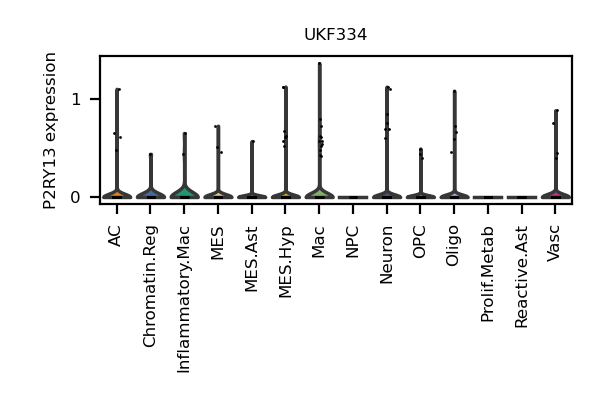 UKF334
P2RY13 expression
1
0
AC
Chromatin.Reg
Inflammatory.Mac
MES
MES.Ast
MES.Hyp
Mac
NPC
Neuron
OPC
Oligo
Prolif.Metab
Reactive.Ast
Vasc